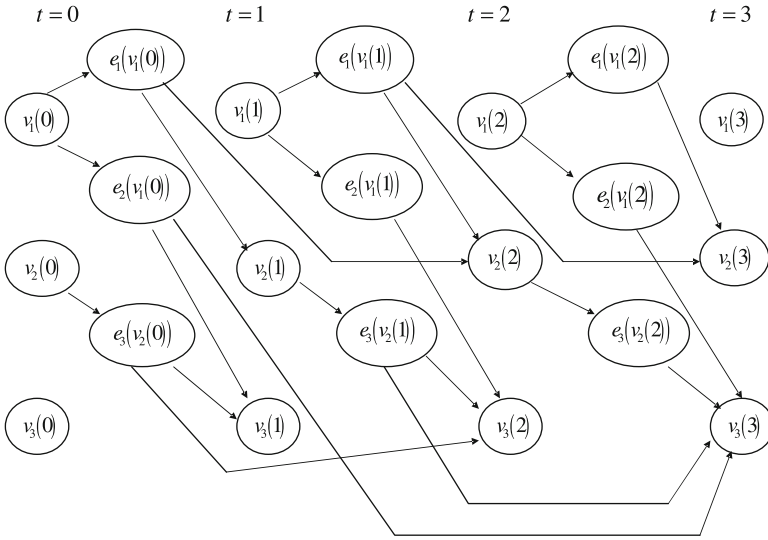 t = 0 t = 1 t = 2 t = 3
e₁(v₁(0)) e₁(v₁(1)) e₁(v₁(2))
v₁(0) v₁(1) v₁(2) v₁(3)
e₂(v₁(0)) e₂(v₁(1)) e₂(v₁(2))
v₂(0) v₂(1) v₂(2) v₂(3)
e₃(v₂(0)) e₃(v₂(1)) e₃(v₂(2))
v₃(0) v₃(1) v₃(2) v₃(3)